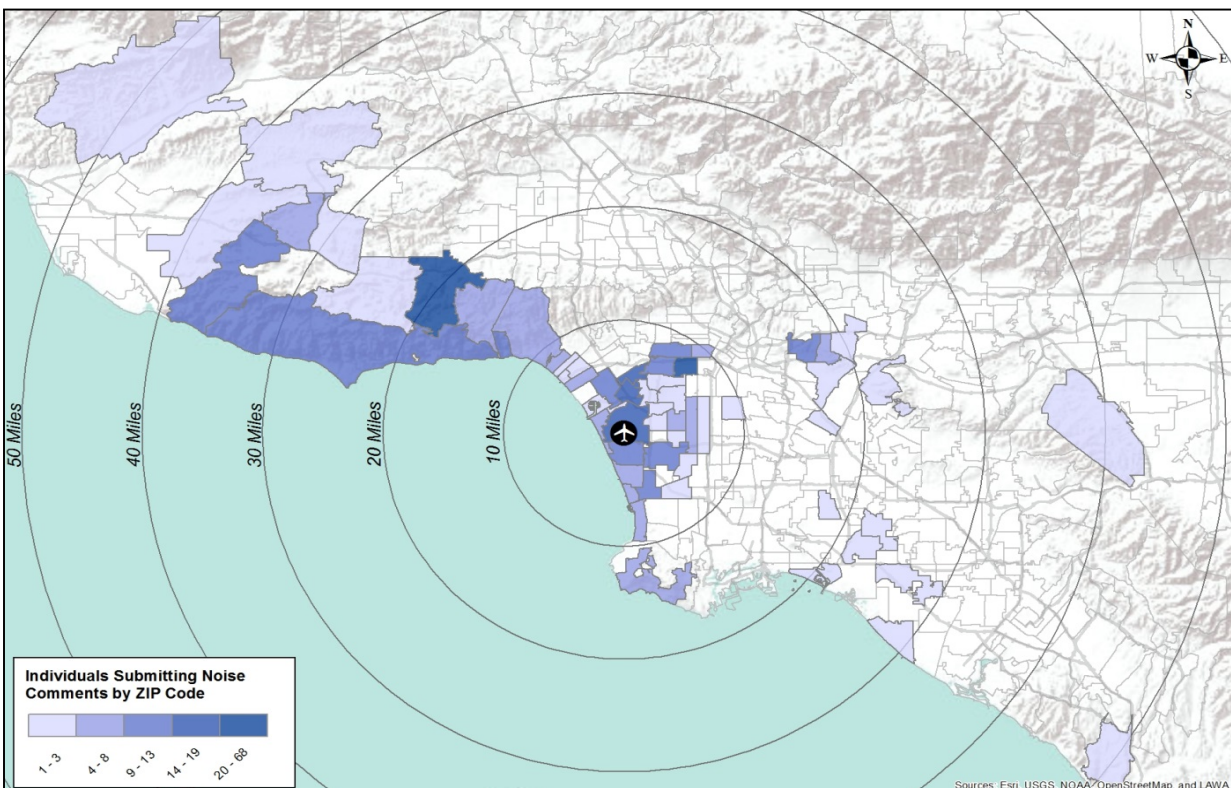 N
W E
S
50 Miles
40 Miles
30 Miles
20 Miles
10 Miles
Individuals Submitting Noise
Comments by ZIP Code
1 - 3
4 - 8
9 - 13
14 - 19
20 - 68
Sources: Esri, USGS, NOAA, OpenStreetMap, and LAWA